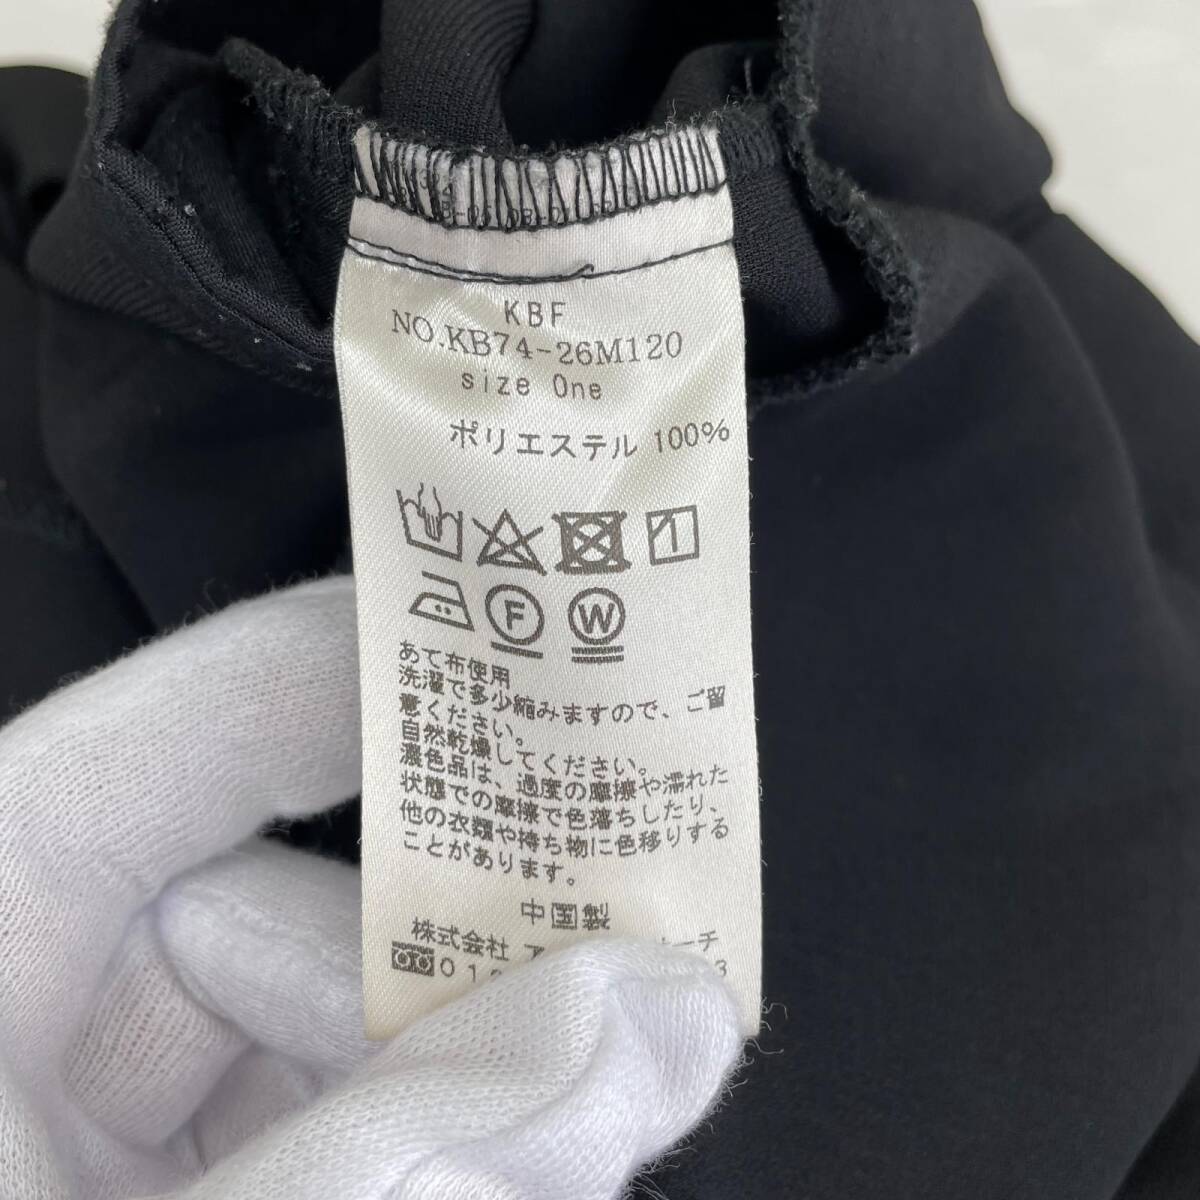 KBF
NO.KB74-26M120
size One
ポリエステル 100%
1
F W
あて布使用
洗濯で多少縮みますので、ご留
意ください。
自然乾燥してください。
濃色品は、過度の摩擦や濡れた
状態での摩擦で色落ちしたり、
他の衣類や持ち物に色移りする
ことがあります。
中国製
株式会社